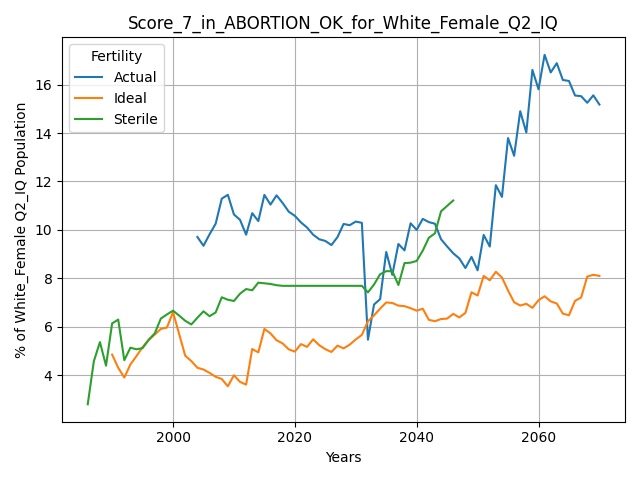 Score_7_in_ABORTION_OK_for_White_Female_Q2_IQ
Fertility
Actual
Ideal
Sterile
% of White_Female Q2_IQ Population
16
14
12
10
8
6
4
2000
2020
2040
2060
Years